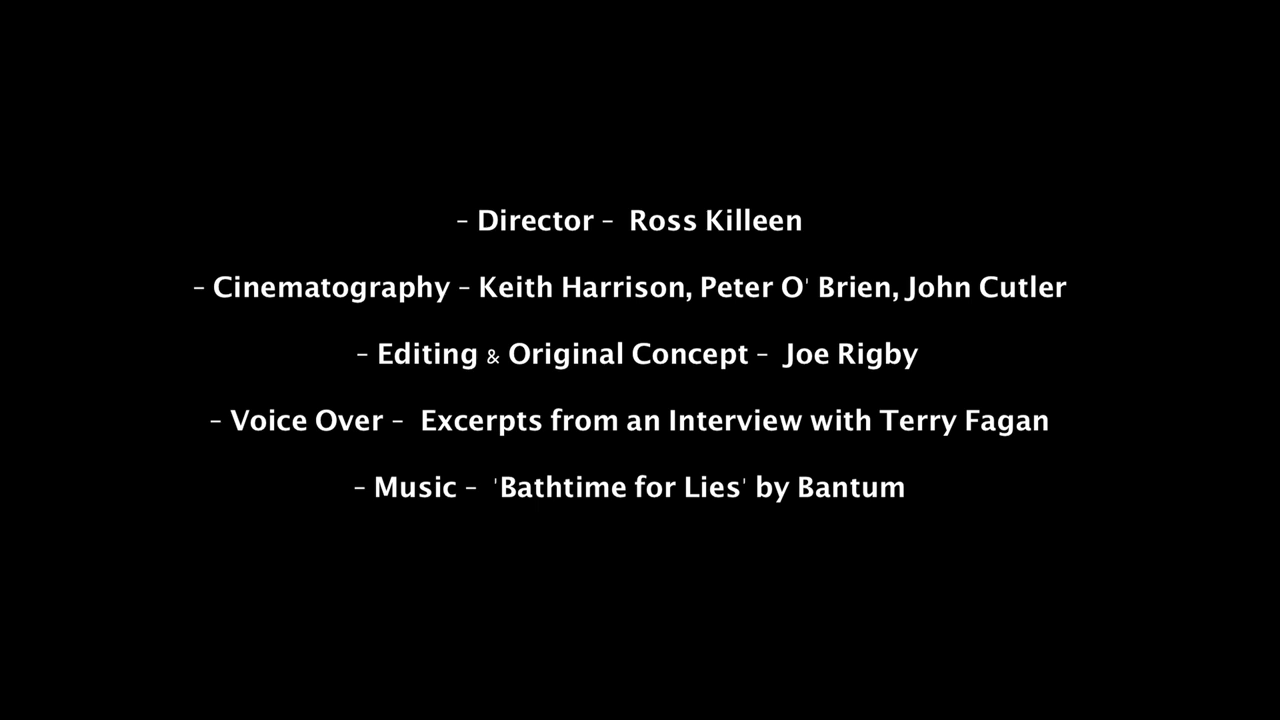 - Director - Ross Killeen
- Cinematography - Keith Harrison, Peter O' Brien, John Cutler
- Editing & Original Concept - Joe Rigby
- Voice Over - Excerpts from an Interview with Terry Fagan
- Music - 'Bathtime for Lies' by Bantum